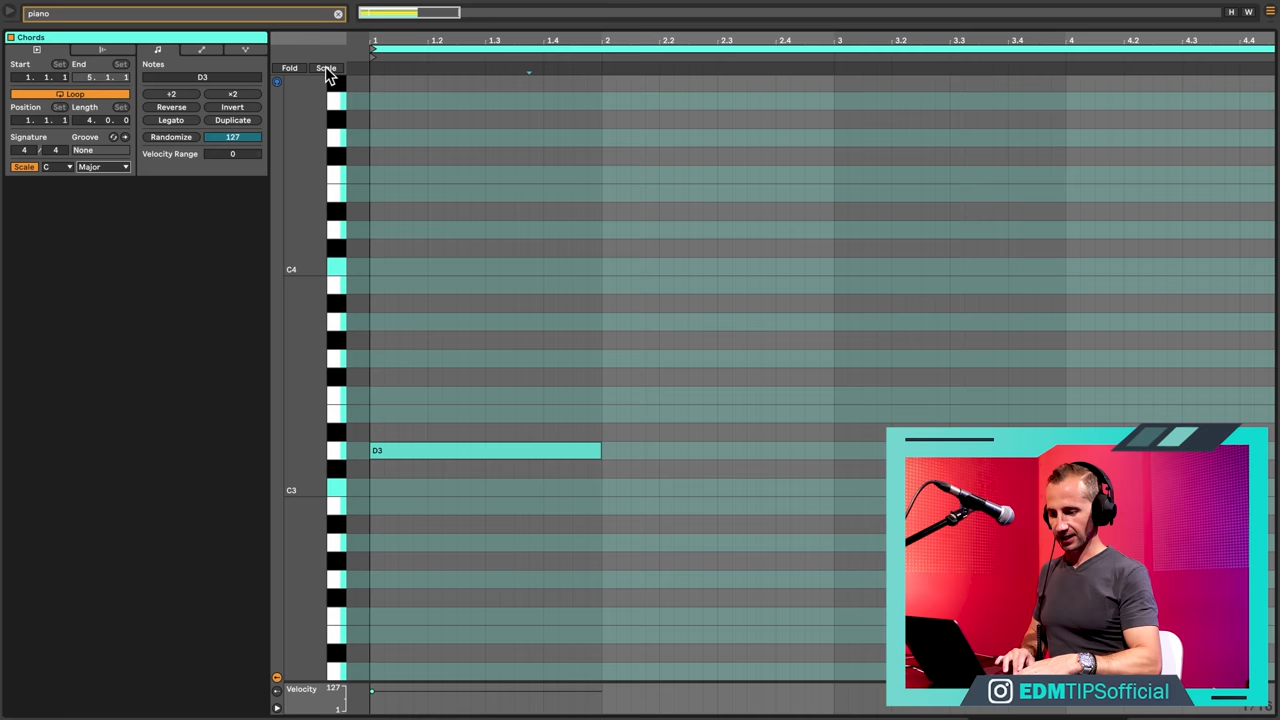 piano
H W
Chords
1 1.2 1.3 1.4 2 2.2 2.3 2.4 3 3.2 3.3 3.4 4 4.2 4.3 4.4
Start Set End Set
1. 1. 1 5. 1. 1
Loop
Position Set Length Set
1. 1. 1 4. 0. 0
Signature Groove
4 / 4 None
Scale C Major
Notes
D3
+2 ×2
Reverse Invert
Legato Duplicate
Randomize 127
Velocity Range 0
Fold Scale
C4
D3
C3
Velocity 127
1
EDMTIPSofficial
1/16